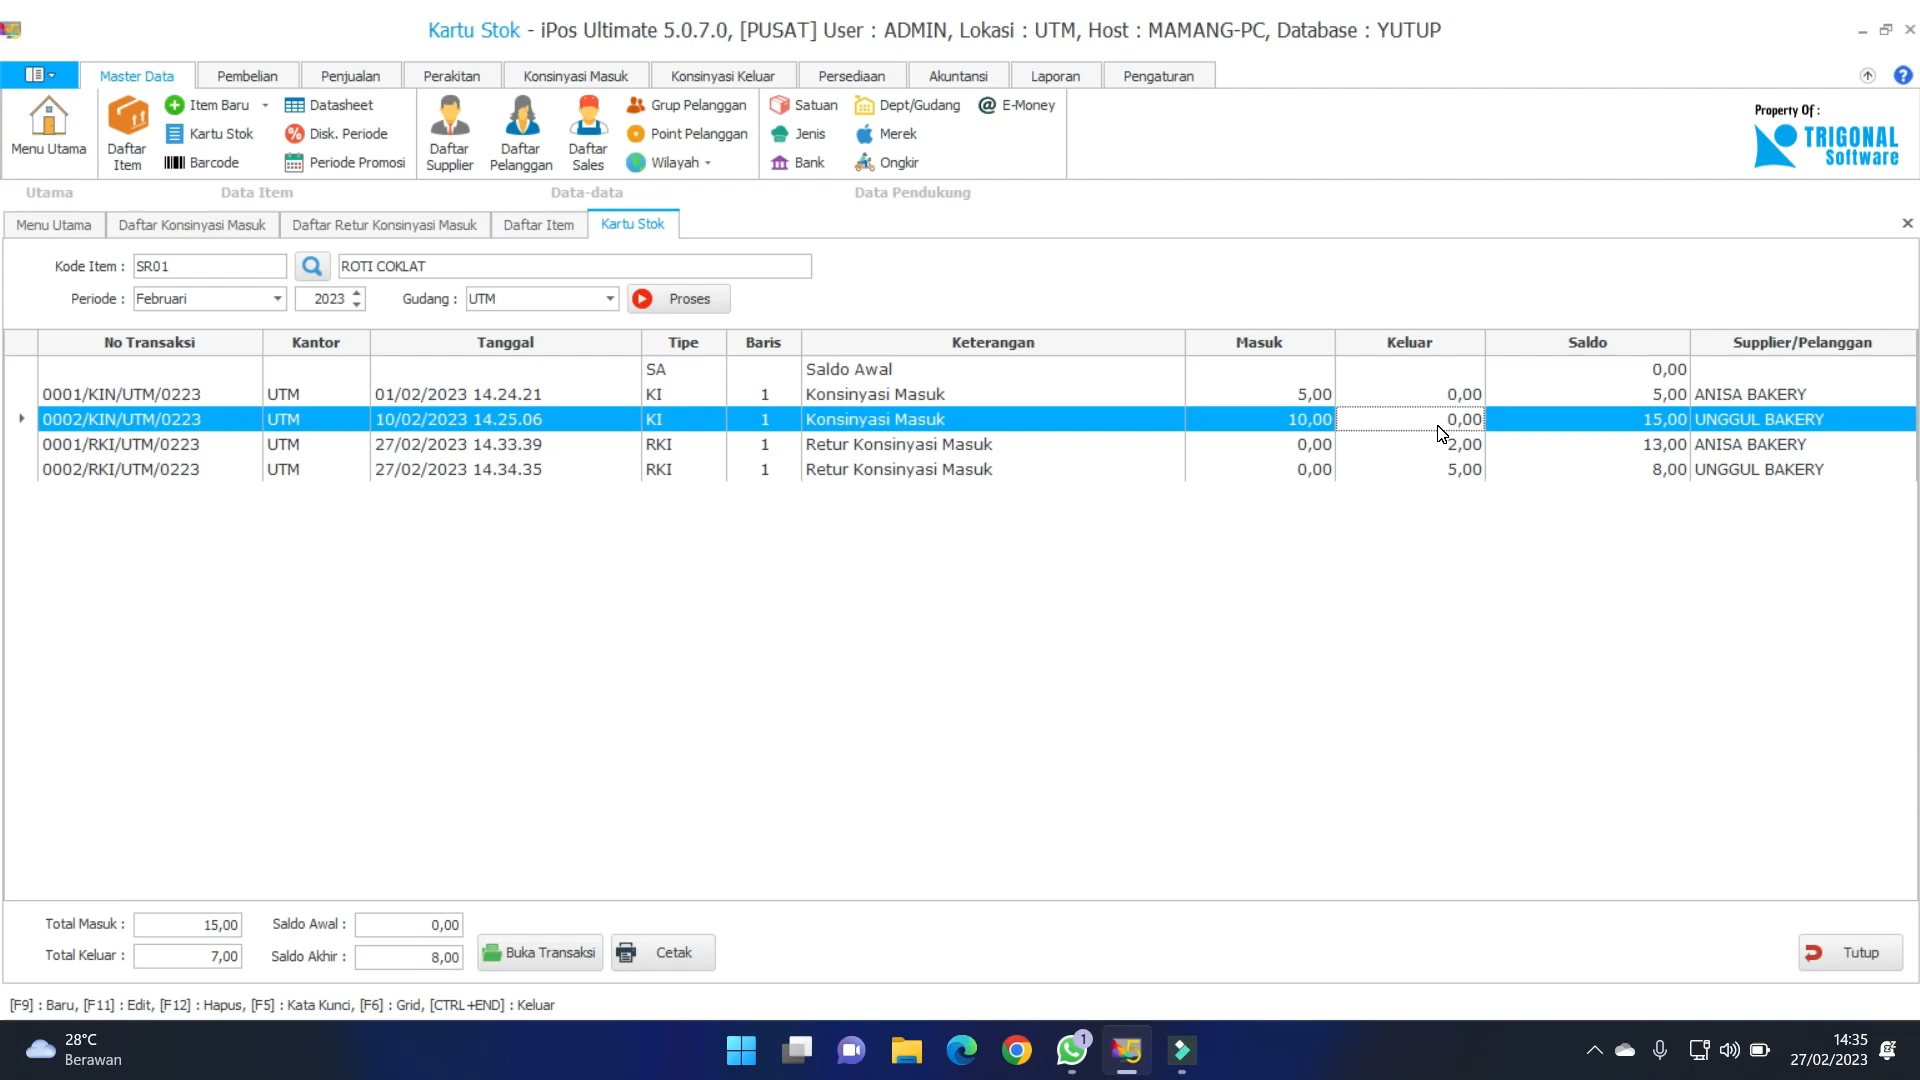 Kartu Stok - iPos Ultimate 5.0.7.0, [PUSAT] User : ADMIN, Lokasi : UTM, Host : MAMANG-PC, Database : YUTUP
Master Data Pembelian Penjualan Perakitan Konsinyasi Masuk Konsinyasi Keluar Persediaan Akuntansi Laporan Pengaturan
Menu Utama
Daftar Item
Item Baru
Kartu Stok
Barcode
Datasheet
Disk. Periode
Periode Promosi
Daftar Supplier
Daftar Pelanggan
Daftar Sales
Grup Pelanggan
Point Pelanggan
Wilayah
Satuan
Jenis
Bank
Dept/Gudang
Merek
Ongkir
@ E-Money
Property Of :
TRIGONAL
Software
Utama Data Item Data-data Data Pendukung
Menu Utama Daftar Konsinyasi Masuk Daftar Retur Konsinyasi Masuk Daftar Item Kartu Stok
Kode Item : SR01 ROTI COKLAT
Periode : Februari 2023 Gudang : UTM Proses
No Transaksi Kantor Tanggal Tipe Baris Keterangan Masuk Keluar Saldo Supplier/Pelanggan
SA Saldo Awal 0,00
0001/KIN/UTM/0223 UTM 01/02/2023 14.24.21 KI 1 Konsinyasi Masuk 5,00 0,00 5,00 ANISA BAKERY
0002/KIN/UTM/0223 UTM 10/02/2023 14.25.06 KI 1 Konsinyasi Masuk 10,00 0,00 15,00 UNGGUL BAKERY
0001/RKI/UTM/0223 UTM 27/02/2023 14.33.39 RKI 1 Retur Konsinyasi Masuk 0,00 2,00 13,00 ANISA BAKERY
0002/RKI/UTM/0223 UTM 27/02/2023 14.34.35 RKI 1 Retur Konsinyasi Masuk 0,00 5,00 8,00 UNGGUL BAKERY
Total Masuk : 15,00 Saldo Awal : 0,00
Total Keluar : 7,00 Saldo Akhir : 8,00
Buka Transaksi Cetak Tutup
[F9] : Baru, [F11] : Edit, [F12] : Hapus, [F5] : Kata Kunci, [F6] : Grid, [CTRL+END] : Keluar
28°C
Berawan
1
14:35
27/02/2023